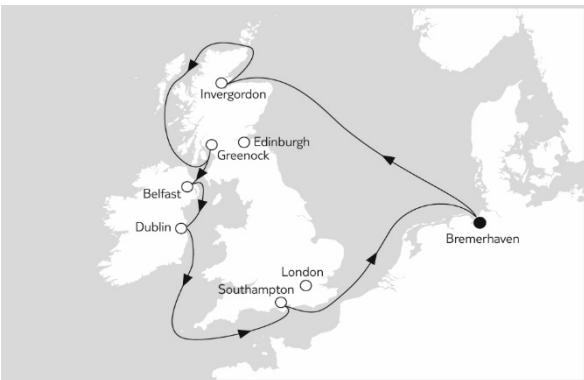 Invergordon
Edinburgh
Greenock
Belfast
Dublin
Bremerhaven
London
Southampton